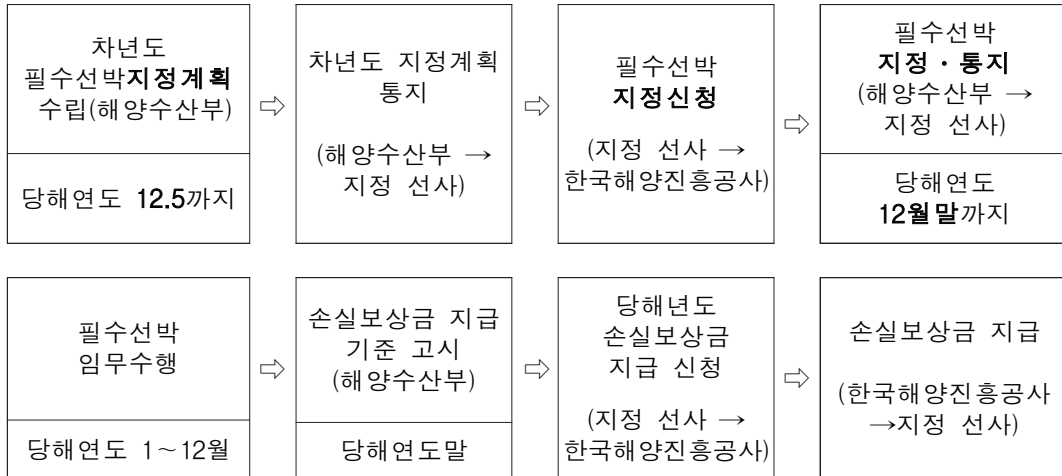 차년도
필수선박지정계획
수립(해양수산부)
당해연도 12.5까지
⇨
차년도 지정계획
통지
(해양수산부 →
지정 선사)
⇨
필수선박
지정신청
(지정 선사 →
한국해양진흥공사)
⇨
필수선박
지정·통지
(해양수산부 →
지정 선사)
당해연도
12월말까지
필수선박
임무수행
당해연도 1~12월
⇨
손실보상금 지급
기준 고시
(해양수산부)
당해연도말
⇨
당해년도
손실보상금
지급 신청
(지정 선사 →
한국해양진흥공사)
⇨
손실보상금 지급
(한국해양진흥공사
→지정 선사)